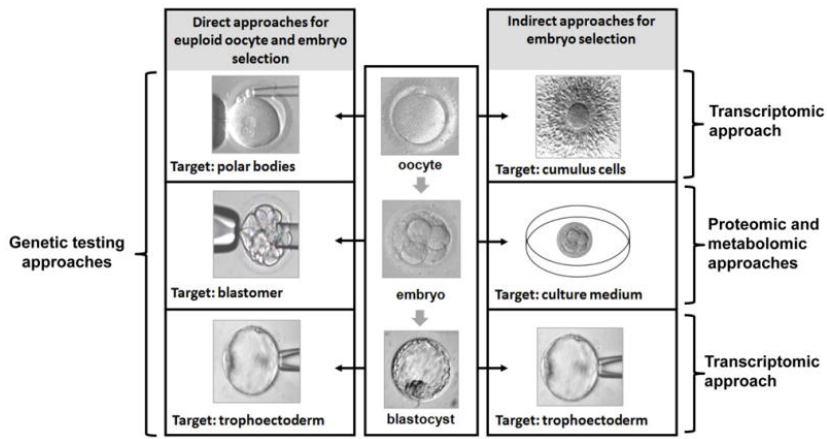 Direct approaches for
euploid oocyte and embryo
selection
Indirect approaches for
embryo selection
Genetic testing
approaches
Target: polar bodies
oocyte
Target: cumulus cells
Transcriptomic
approach
Target: blastomer
embryo
Target: culture medium
Proteomic and
metabolomic
approaches
Target: trophoectoderm
blastocyst
Target: trophoectoderm
Transcriptomic
approach